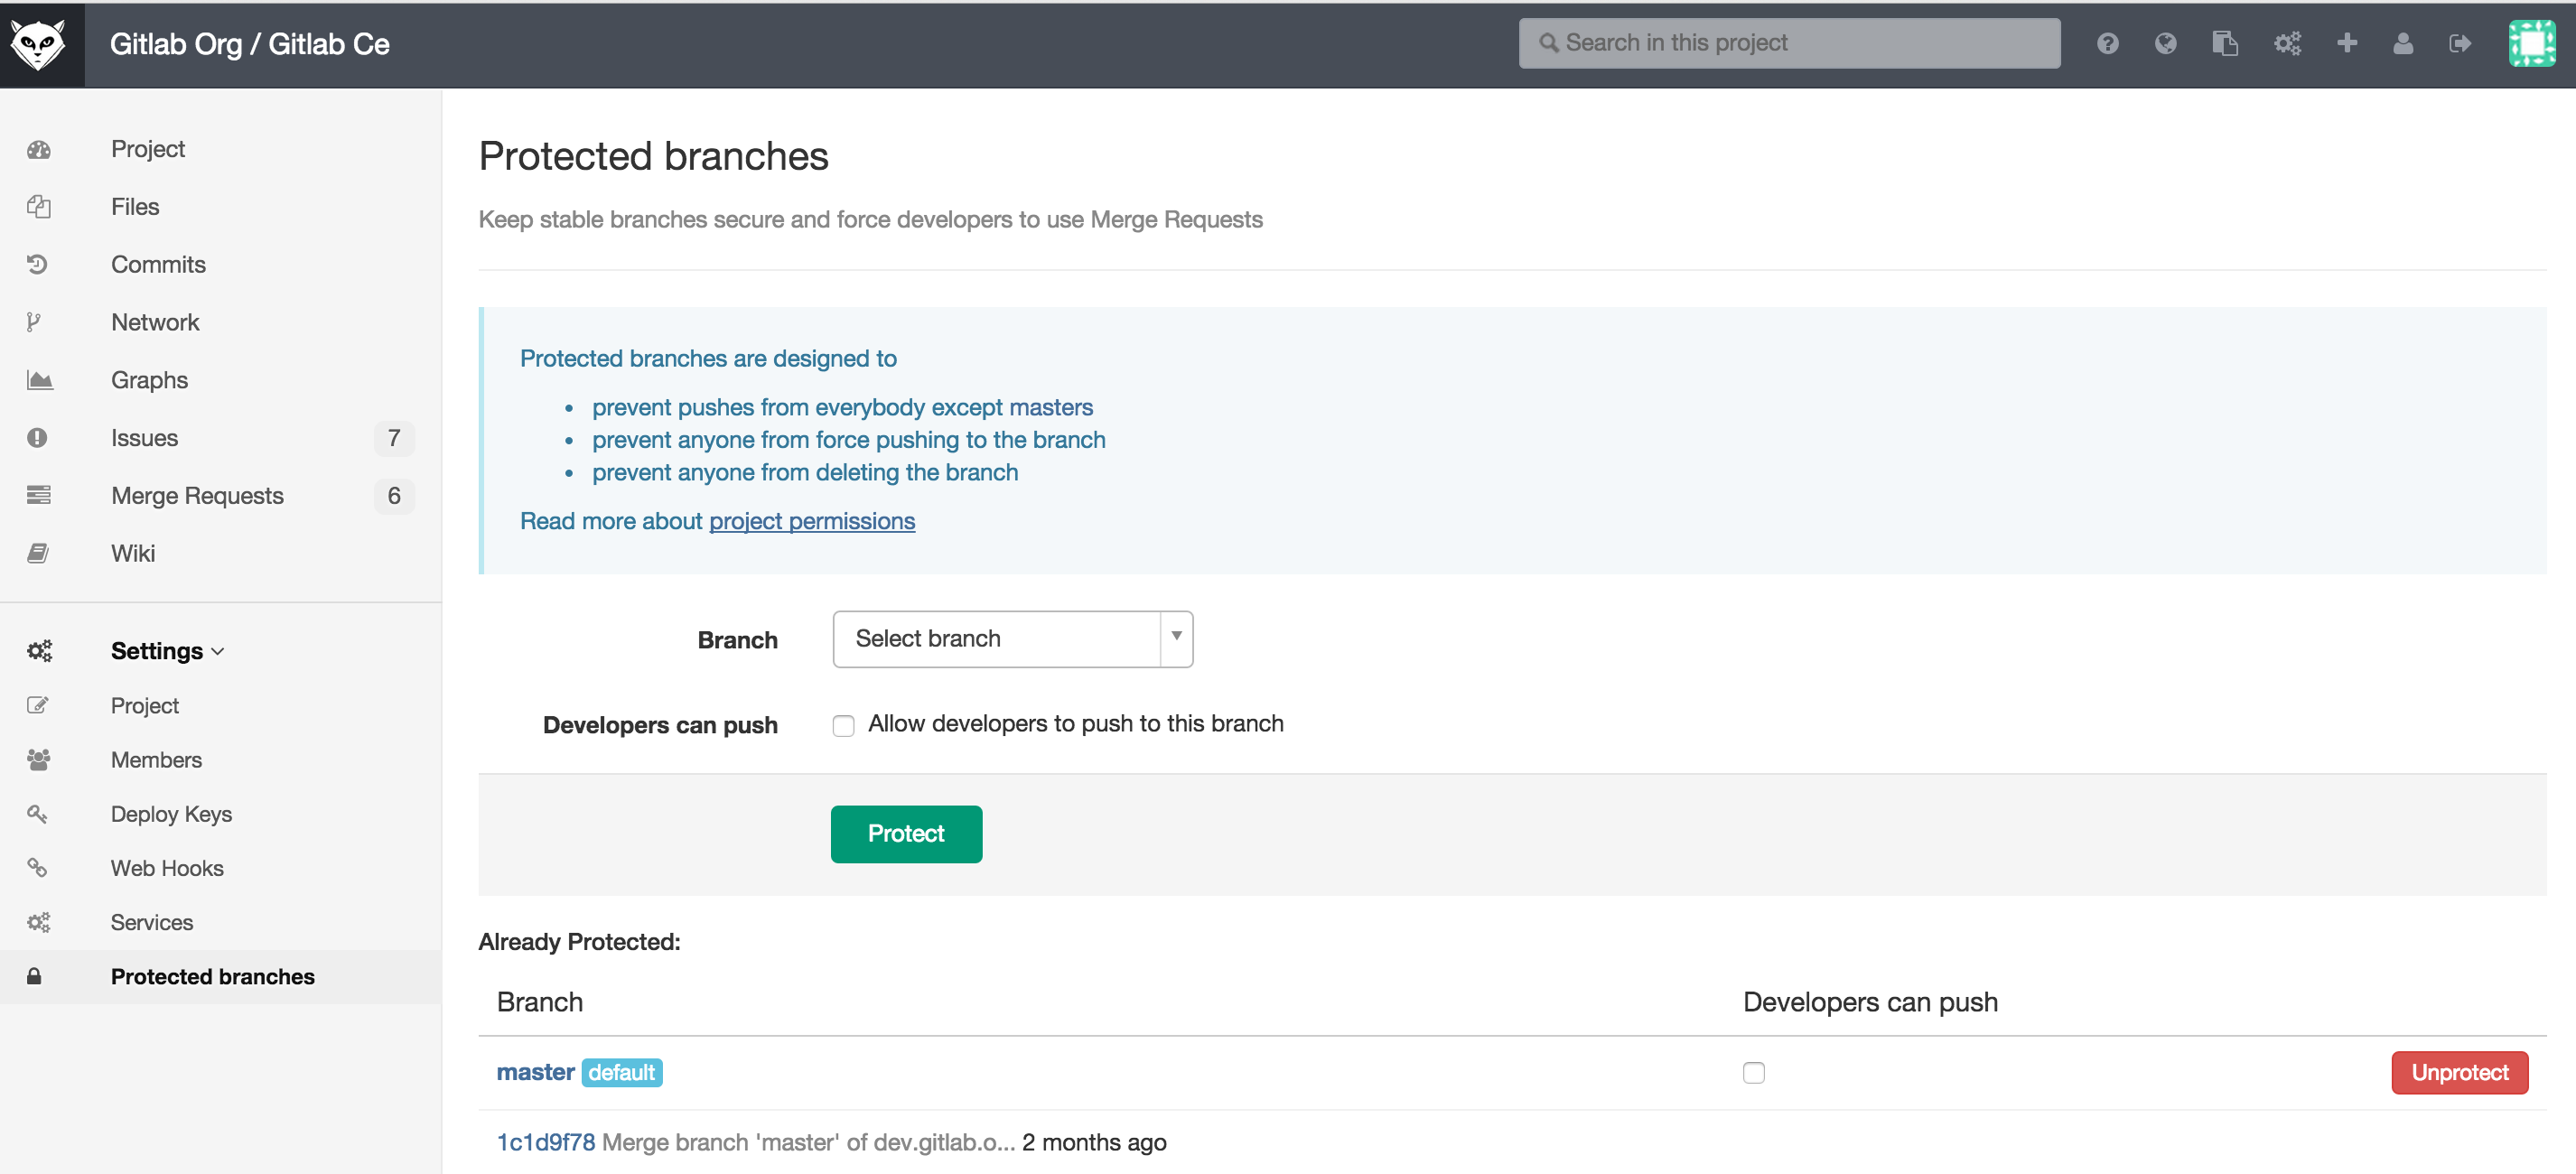 Gitlab Org / Gitlab Ce
Search in this project
Project
Files
Commits
Network
Graphs
Issues 7
Merge Requests 6
Wiki
Settings
Project
Members
Deploy Keys
Web Hooks
Services
Protected branches
Protected branches
Keep stable branches secure and force developers to use Merge Requests
Protected branches are designed to
• prevent pushes from everybody except masters
• prevent anyone from force pushing to the branch
• prevent anyone from deleting the branch
Read more about project permissions
Branch Select branch
Developers can push Allow developers to push to this branch
Protect
Already Protected:
Branch Developers can push
master default Unprotect
1c1d9f78 Merge branch 'master' of dev.gitlab.o... 2 months ago